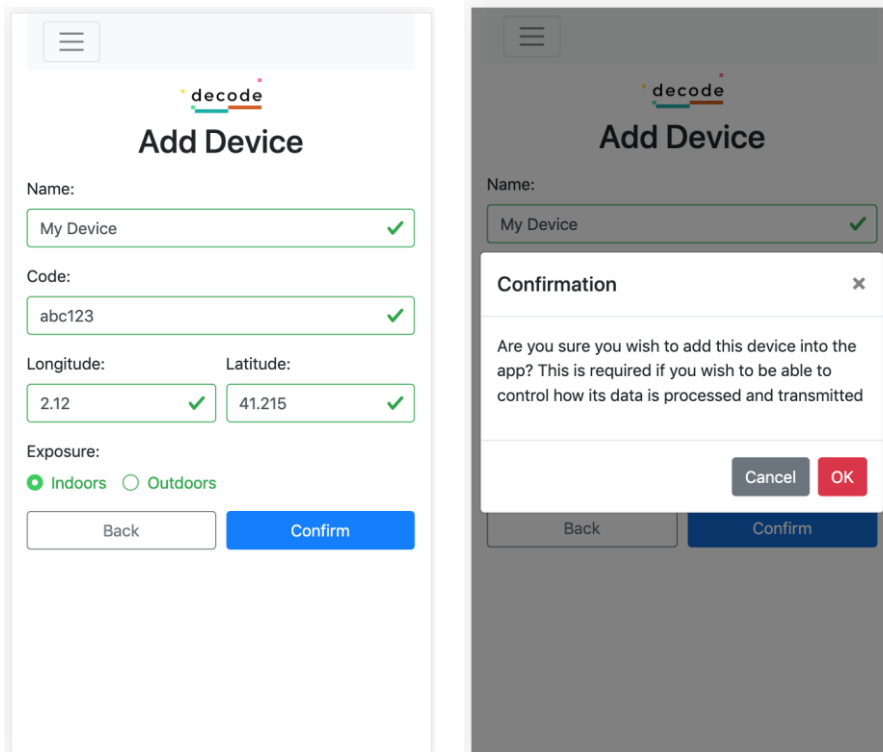 decode
Add Device
Name:
My Device
Code:
abc123
Longitude: Latitude:
2.12 41.215
Exposure:
Indoors Outdoors
Back Confirm
decode
Add Device
Name:
My Device
Confirmation ×
Are you sure you wish to add this device into the
app? This is required if you wish to be able to
control how its data is processed and transmitted
Cancel OK
Back Confirm